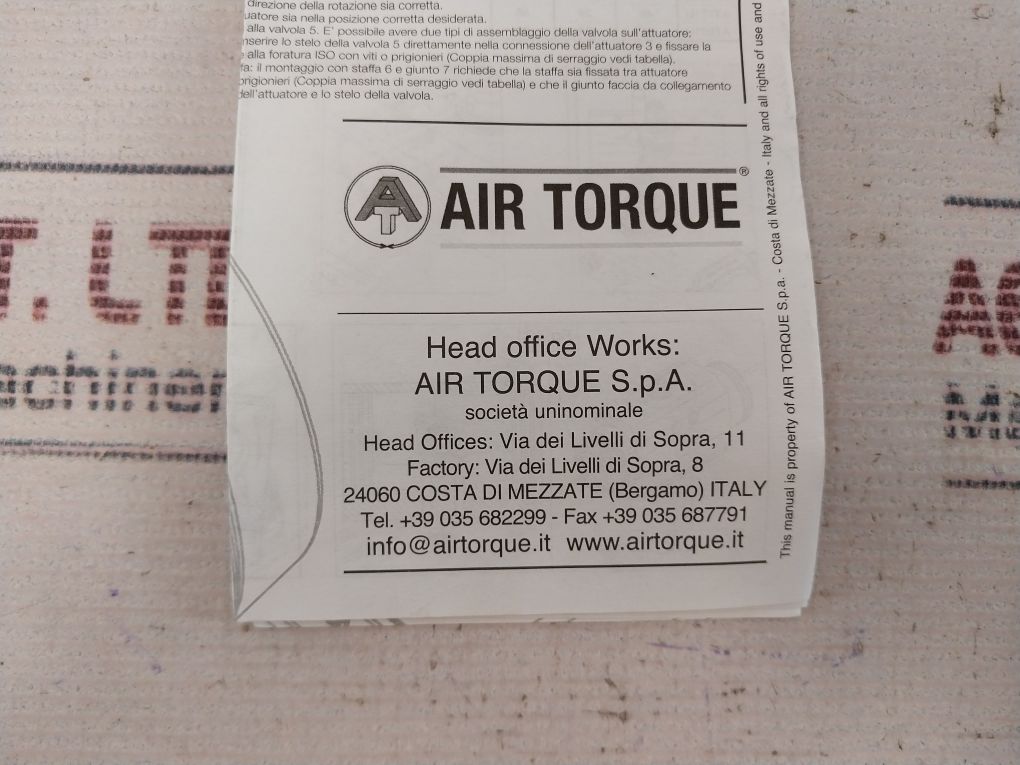 direzione della rotazione sia corretta.
uatore sia nella posizione corretta desiderata.
alla valvola 5. E' possibile avere due tipi di assemblaggio della valvola sull'attuatore:
nserire lo stelo della valvola 5 direttamente nella connessione dell'attuatore 3 e fissare la
alla foratura ISO con viti o prigionieri (Coppia massima di serraggio vedi tabella).
ta: il montaggio con staffa 6 e giunto 7 richiede che la staffa sia fissata tra attuatore
prigionieri (Coppia massima di serraggio vedi tabella) e che il giunto faccia da collegamento
dell'attuatore e lo stelo della valvola.
AT AIR TORQUE®
Head office Works:
AIR TORQUE S.p.A.
società uninominale
Head Offices: Via dei Livelli di Sopra, 11
Factory: Via dei Livelli di Sopra, 8
24060 COSTA DI MEZZATE (Bergamo) ITALY
Tel. +39 035 682299 - Fax +39 035 687791
info@airtorque.it www.airtorque.it
This manual is property of AIR TORQUE S.p.a. - Costa di Mezzate - Italy and all rights of use and
T. LT
achiner